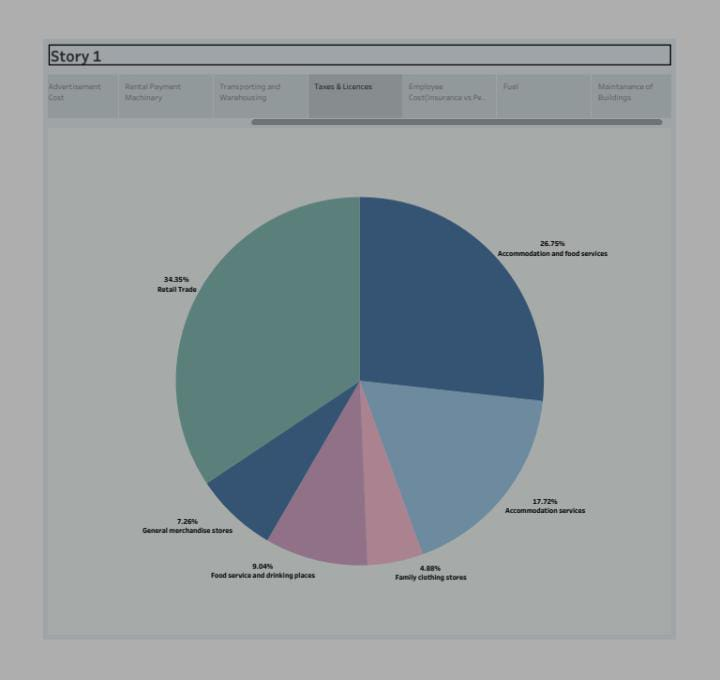 Story 1
Advertisement
Cost
Rental Payment
Machinery
Transporting and
Warehousing
Taxes & Licences
Employee
Cost(Insurance vs Pe..
Fuel
Maintanance of
Buildings
26.75%
Accommodation and food services
34.35%
Retail Trade
17.72%
Accommodation services
7.26%
General merchandise stores
9.04%
Food service and drinking places
4.88%
Family clothing stores